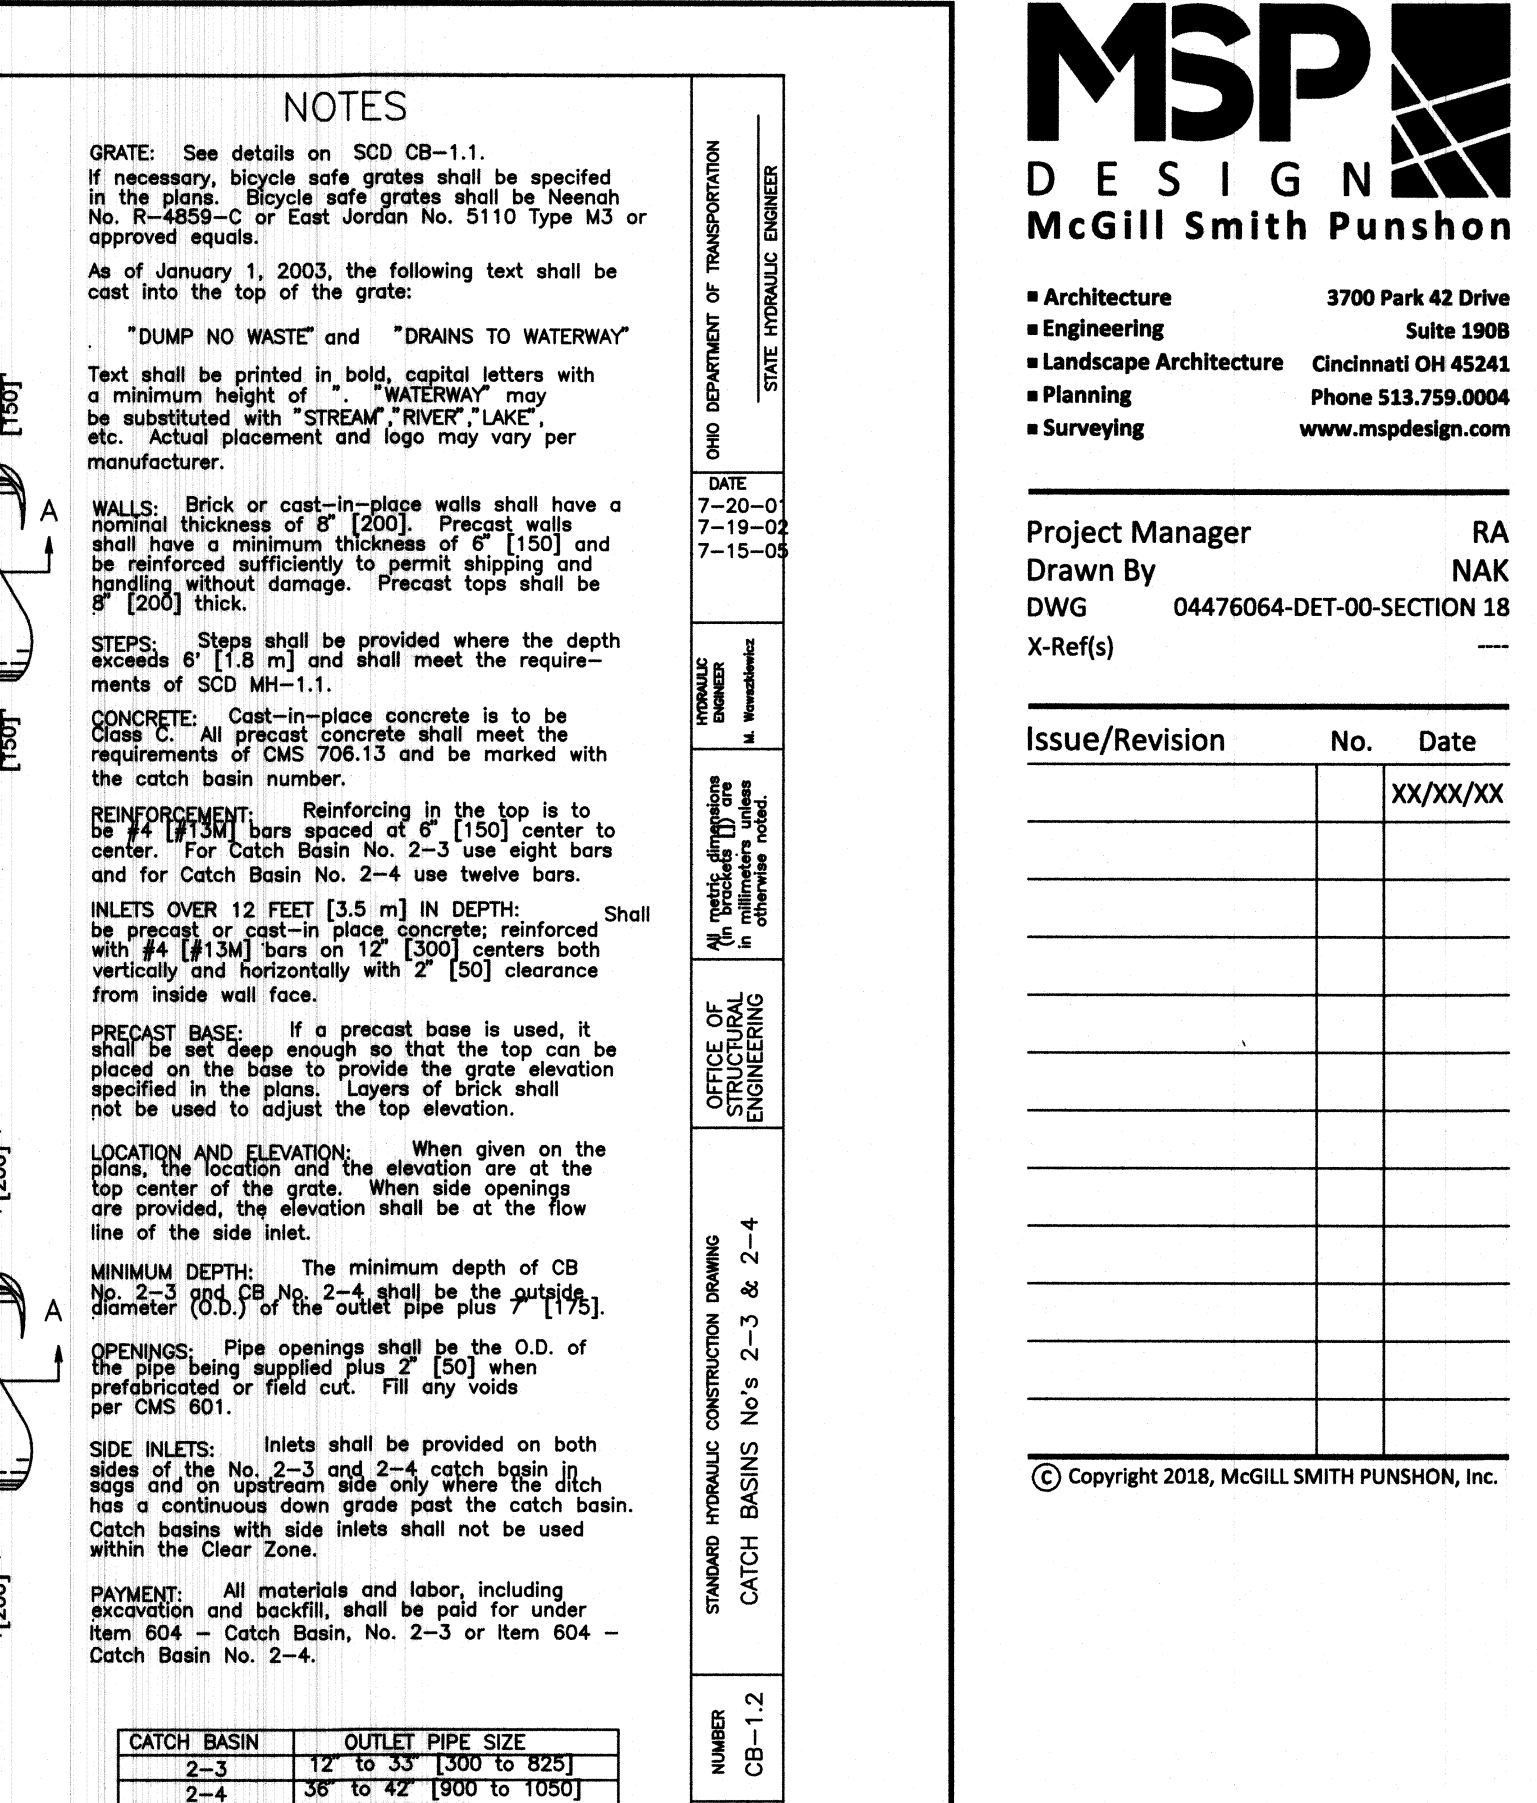 NOTES
GRATE: See details on SCD CB-1.1.
If necessary, bicycle safe grates shall be specifed
in the plans. Bicycle safe grates shall be Neenah
No. R-4859-C or East Jordan No. 5110 Type M3 or
approved equals.
As of January 1, 2003, the following text shall be
cast into the top of the grate:
"DUMP NO WASTE" and "DRAINS TO WATERWAY"
Text shall be printed in bold, capital letters with
a minimum height of ". "WATERWAY" may
be substituted with "STREAM","RIVER","LAKE",
etc. Actual placement and logo may vary per
manufacturer.
WALLS: Brick or cast-in-place walls shall have a
nominal thickness of 8" [200]. Precast walls
shall have a minimum thickness of 6" [150] and
be reinforced sufficiently to permit shipping and
handling without damage. Precast tops shall be
8" [200] thick.
STEPS: Steps shall be provided where the depth
exceeds 6' [1.8 m] and shall meet the require-
ments of SCD MH-1.1.
CONCRETE: Cast-in-place concrete is to be
Class C. All precast concrete shall meet the
requirements of CMS 706.13 and be marked with
the catch basin number.
REINFORCEMENT: Reinforcing in the top is to
be #4 [#13M] bars spaced at 6" [150] center to
center. For Catch Basin No. 2-3 use eight bars
and for Catch Basin No. 2-4 use twelve bars.
INLETS OVER 12 FEET [3.5 m] IN DEPTH: Shall
be precast or cast-in place concrete; reinforced
with #4 [#13M] bars on 12" [300] centers both
vertically and horizontally with 2" [50] clearance
from inside wall face.
PRECAST BASE: If a precast base is used, it
shall be set deep enough so that the top can be
placed on the base to provide the grate elevation
specified in the plans. Layers of brick shall
not be used to adjust the top elevation.
LOCATION AND ELEVATION: When given on the
plans, the location and the elevation are at the
top center of the grate. When side openings
are provided, the elevation shall be at the flow
line of the side inlet.
MINIMUM DEPTH: The minimum depth of CB
No. 2-3 and CB No. 2-4 shall be the outside
diameter (O.D.) of the outlet pipe plus 7" [175].
OPENINGS: Pipe openings shall be the O.D. of
the pipe being supplied plus 2" [50] when
prefabricated or field cut. Fill any voids
per CMS 601.
SIDE INLETS: Inlets shall be provided on both
sides of the No. 2-3 and 2-4 catch basin in
sags and on upstream side only where the ditch
has a continuous down grade past the catch basin.
Catch basins with side inlets shall not be used
within the Clear Zone.
PAYMENT: All materials and labor, including
excavation and backfill, shall be paid for under
Item 604 - Catch Basin, No. 2-3 or Item 604 -
Catch Basin No. 2-4.
CATCH BASIN OUTLET PIPE SIZE
2-3 12" to 33" [300 to 825]
2-4 36" to 42" [900 to 1050]
[150]
A
[150]
A
OHIO DEPARTMENT OF TRANSPORTATION
STATE HYDRAULIC ENGINEER
DATE
7-20-01
7-19-02
7-15-05
HYDRAULIC
ENGINEER
M. Wawszkiewicz
All metric dimensions
(in brackets []) are
in millimeters unless
otherwise noted.
OFFICE OF
STRUCTURAL
ENGINEERING
STANDARD HYDRAULIC CONSTRUCTION DRAWING
CATCH BASINS No's 2-3 & 2-4
NUMBER
CB-1.2
MSP
DESIGN
McGill Smith Punshon
▪ Architecture 3700 Park 42 Drive
▪ Engineering Suite 190B
▪ Landscape Architecture Cincinnati OH 45241
▪ Planning Phone 513.759.0004
▪ Surveying www.mspdesign.com
Project Manager RA
Drawn By NAK
DWG 04476064-DET-00-SECTION 18
X-Ref(s) ----
Issue/Revision No. Date
XX/XX/XX
© Copyright 2018, McGILL SMITH PUNSHON, Inc.